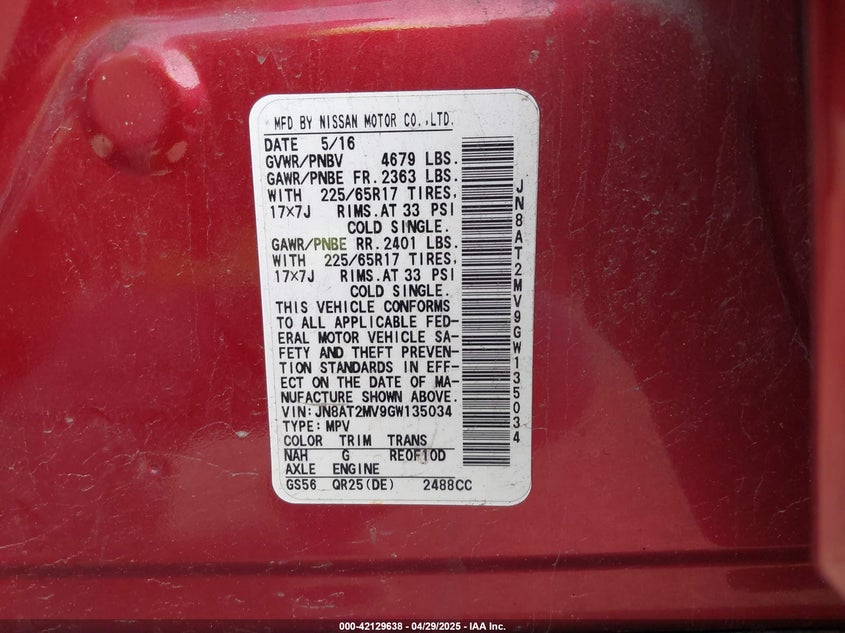 MFD BY NISSAN MOTOR CO.,LTD.
DATE 5/16
GVWR/PNBV 4679 LBS.
GAWR/PNBE FR. 2363 LBS.
WITH 225/65R17 TIRES,
17×7J RIMS.AT 33 PSI
COLD SINGLE.
GAWR/PNBE RR. 2401 LBS.
WITH 225/65R17 TIRES,
17×7J RIMS.AT 33 PSI
COLD SINGLE.
THIS VEHICLE CONFORMS
TO ALL APPLICABLE FED-
ERAL MOTOR VEHICLE SA-
FETY AND THEFT PREVEN-
TION STANDARDS IN EFF-
ECT ON THE DATE OF MA-
NUFACTURE SHOWN ABOVE.
VIN:JN8AT2MV9GW135034
TYPE:MPV
COLOR TRIM TRANS
NAH G RE0F10D
AXLE ENGINE
GS56 QR25(DE) 2488CC
JN8AT2MV9GW135034
000-42129638 - 04/29/2025 - IAA Inc.